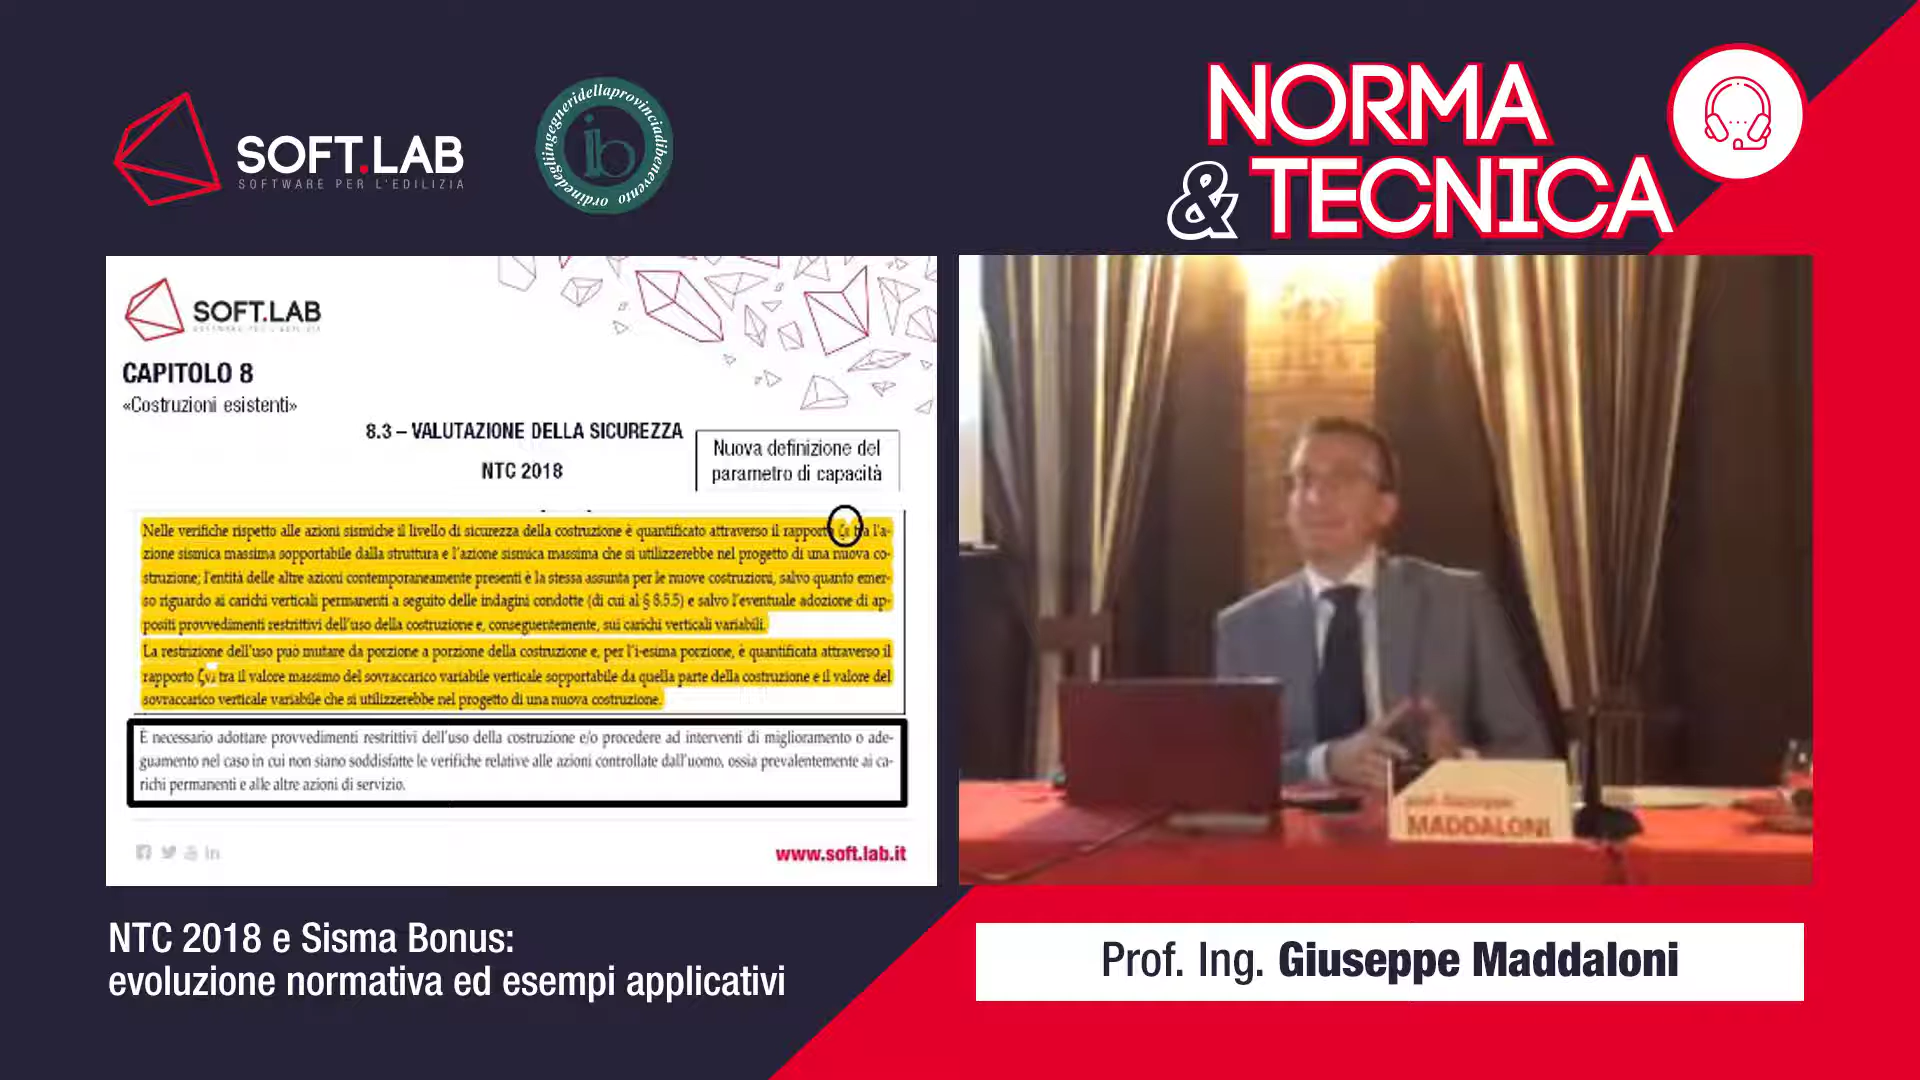 SOFT.LAB
SOFTWARE PER L'EDILIZIA
ordinedegliingegneridellaprovinciadibenevento
ib
NORMA
& TECNICA
SOFT.LAB
SOFTWARE PER L'EDILIZIA
CAPITOLO 8
«Costruzioni esistenti»
8.3 – VALUTAZIONE DELLA SICUREZZA
NTC 2018
Nuova definizione del
parametro di capacità
Nelle verifiche rispetto alle azioni sismiche il livello di sicurezza della costruzione è quantificato attraverso il rapporto ζE tra l'a-
zione sismica massima sopportabile dalla struttura e l'azione sismica massima che si utilizzerebbe nel progetto di una nuova co-
struzione; l'entità delle altre azioni contemporaneamente presenti è la stessa assunta per le nuove costruzioni, salvo quanto emer-
so riguardo ai carichi verticali permanenti a seguito delle indagini condotte (di cui al § 8.5.5) e salvo l'eventuale adozione di ap-
positi provvedimenti restrittivi dell'uso della costruzione e, conseguentemente, sui carichi verticali variabili.
La restrizione dell'uso può mutare da porzione a porzione della costruzione e, per l'i-esima porzione, è quantificata attraverso il
rapporto ζv,i tra il valore massimo del sovraccarico variabile verticale sopportabile da quella parte della costruzione e il valore del
sovraccarico verticale variabile che si utilizzerebbe nel progetto di una nuova costruzione.
È necessario adottare provvedimenti restrittivi dell'uso della costruzione e/o procedere ad interventi di miglioramento o ade-
guamento nel caso in cui non siano soddisfatte le verifiche relative alle azioni controllate dall'uomo, ossia prevalentemente ai ca-
richi permanenti e alle altre azioni di servizio.
www.soft.lab.it
prof. Giuseppe
MADDALONI
NTC 2018 e Sisma Bonus:
evoluzione normativa ed esempi applicativi
Prof. Ing. Giuseppe Maddaloni